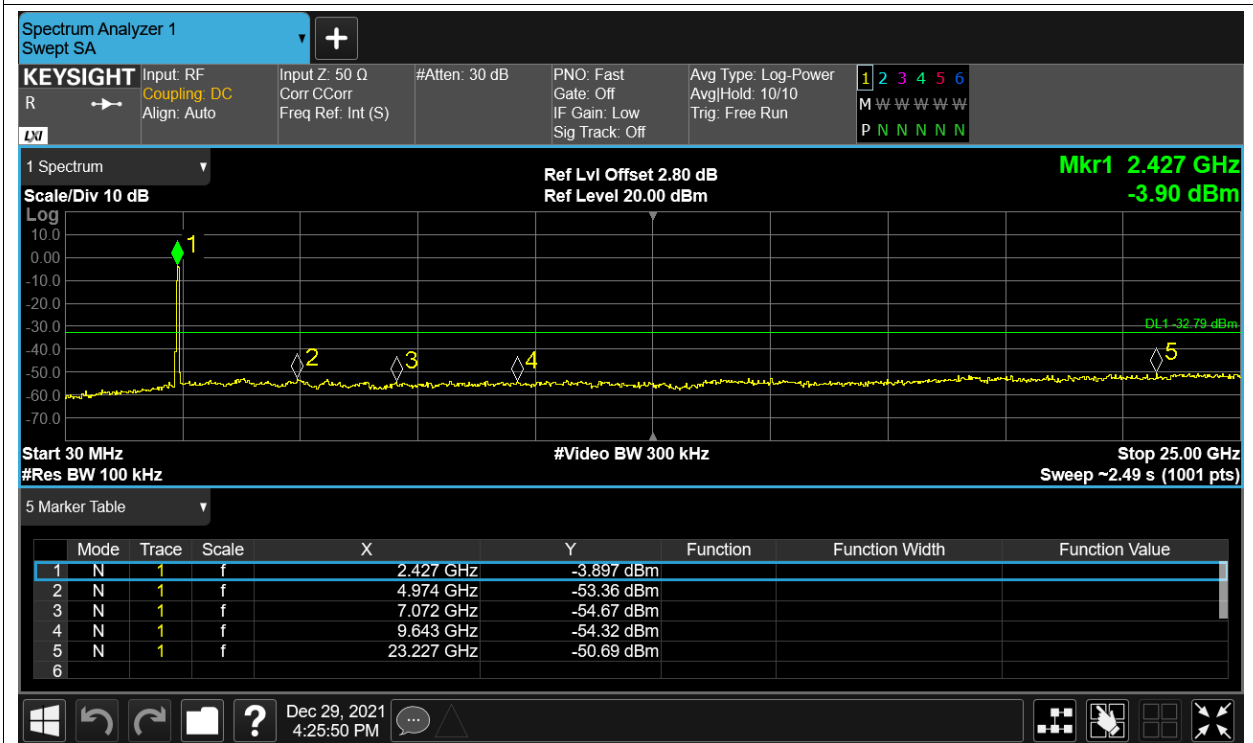 Spectrum Analyzer 1
Swept SA
KEYSIGHT Input: RF Input Z: 50 Ω #Atten: 30 dB PNO: Fast Avg Type: Log-Power 1 2 3 4 5 6
R Coupling: DC Corr CCorr Gate: Off Avg|Hold: 10/10 M W W W W W
Align: Auto Freq Ref: Int (S) IF Gain: Low Trig: Free Run
LXI Sig Track: Off P N N N N N
1 Spectrum Ref Lvl Offset 2.80 dB Mkr1 2.427 GHz
Scale/Div 10 dB Ref Level 20.00 dBm -3.90 dBm
Log
10.0
1
0.00
-10.0
-20.0
-30.0 DL1 -32.79 dBm
-40.0
2 3 4 5
-50.0
-60.0
-70.0
Start 30 MHz #Video BW 300 kHz Stop 25.00 GHz
#Res BW 100 kHz Sweep ~2.49 s (1001 pts)
5 Marker Table
Mode Trace Scale X Y Function Function Width Function Value
1 N 1 f 2.427 GHz -3.897 dBm
2 N 1 f 4.974 GHz -53.36 dBm
3 N 1 f 7.072 GHz -54.67 dBm
4 N 1 f 9.643 GHz -54.32 dBm
5 N 1 f 23.227 GHz -50.69 dBm
6
? Dec 29, 2021
4:25:50 PM